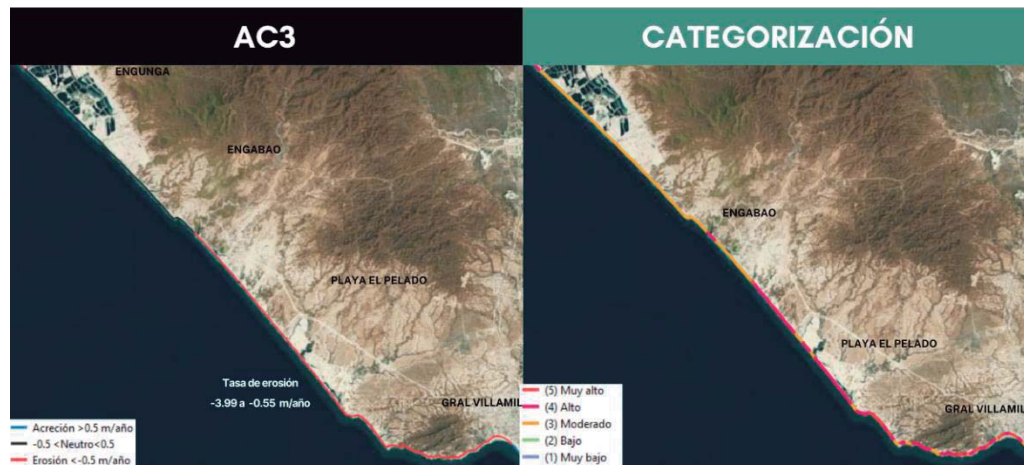 AC3
ENGUNGA
ENGABAO
PLAYA EL PELADO
Tasa de erosión
-3.99 a -0.55 m/año
GRAL VILLAMIL
Acreción >0.5 m/año
-0.5 <Neutro<0.5
Erosión <-0.5 m/año
CATEGORIZACIÓN
ENGABAO
PLAYA EL PELADO
GRAL VILLAMIL
(5) Muy alto
(4) Alto
(3) Moderado
(2) Bajo
(1) Muy bajo